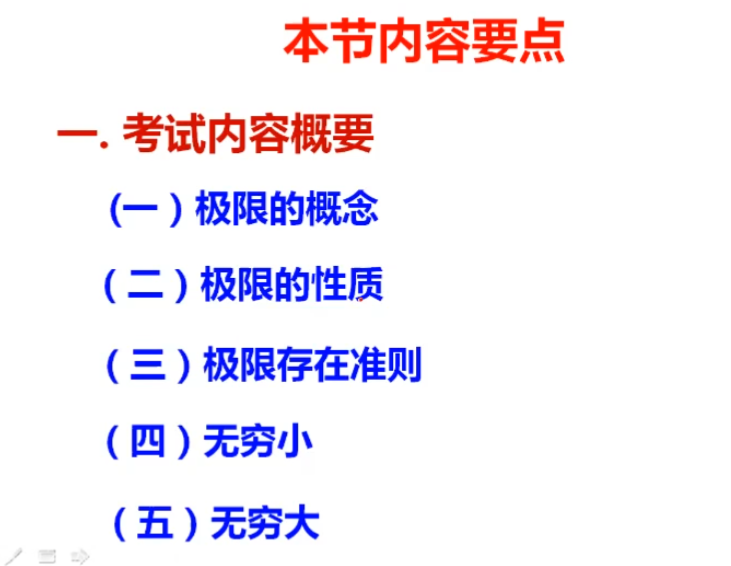 本节内容要点
一. 考试内容概要
(一）极限的概念
（二）极限的性质
（三）极限存在准则
（四）无穷小
（五）无穷大